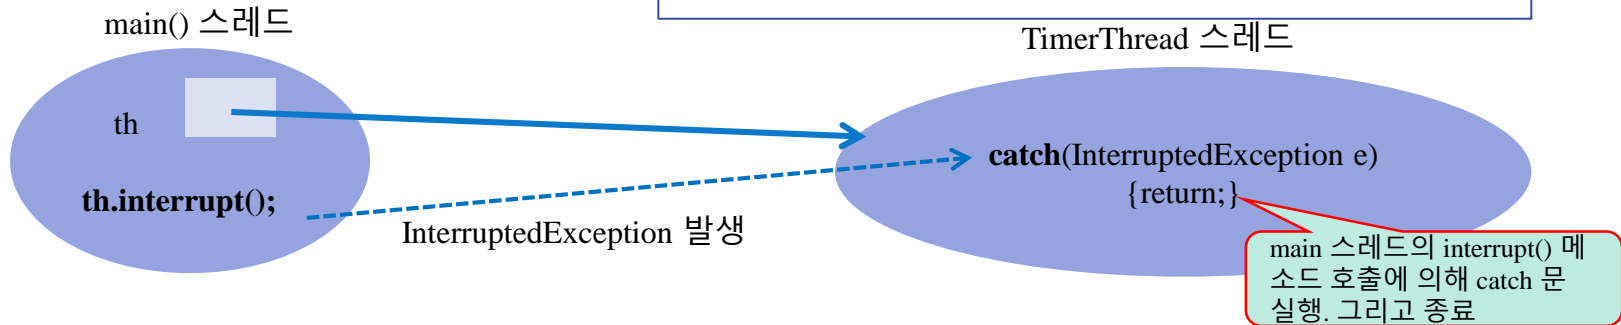 main() 스레드
TimerThread 스레드
th
th.interrupt();
InterruptedException 발생
catch(InterruptedException e)
{return;}
main 스레드의 interrupt() 메
소드 호출에 의해 catch 문
실행. 그리고 종료